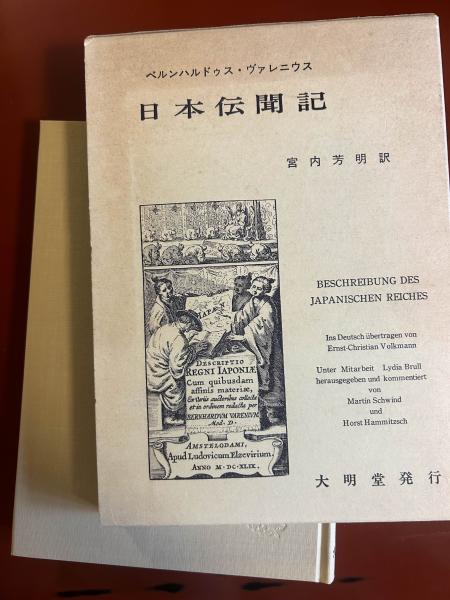 ベルンハルドゥス・ヴァレニウス
日本伝聞記
宮内芳明訳
IAPAN
DESCRIPTIO
REGNI IAPONIÆ
Cum quibusdam
affinis materiæ,
Ex variis auctoribus collecta
et in ordinem redacta per
BERNHARDUM VARENIUM
Med. D.
AMSTELODAMI,
Apud Ludovicum Elzevirium.
ANNO M·DC·XLIX.
BESCHREIBUNG DES
JAPANISCHEN REICHES
Ins Deutsch übertragen von
Ernst-Christian Volkmann
Unter Mitarbeit Lydia Brull
herausgegeben und kommentiert
von
Martin Schwind
und
Horst Hammitzsch
大明堂発行